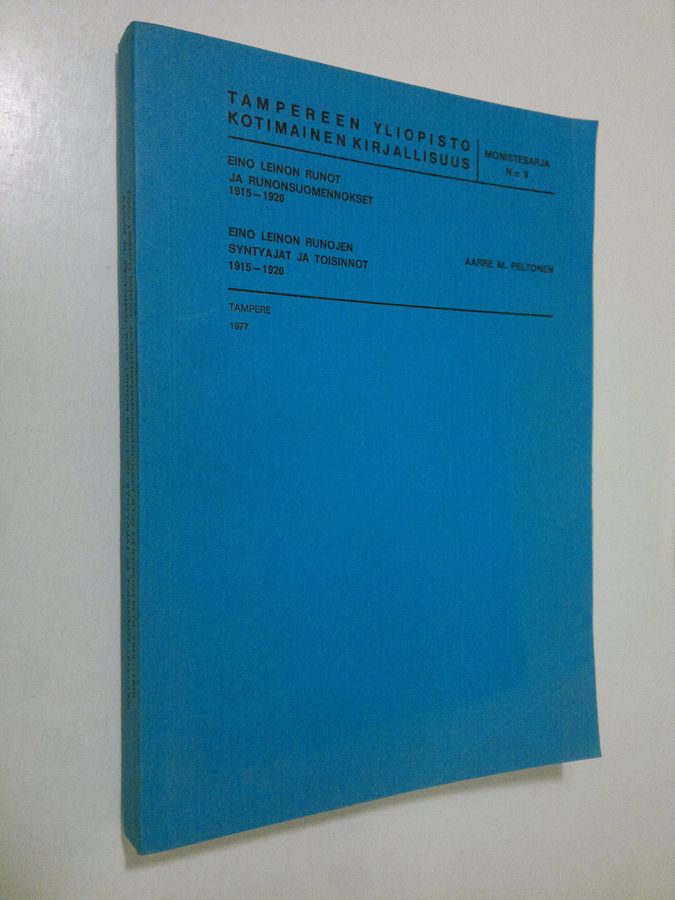 TAMPEREEN YLIOPISTO
KOTIMAINEN KIRJALLISUUS
MONISTESARJA
N:o 9
EINO LEINON RUNOT
JA RUNONSUOMENNOKSET
1915—1920
EINO LEINON RUNOJEN
SYNTYAJAT JA TOISINNOT
1915—1920
AARRE M. PELTONEN
TAMPERE
1977